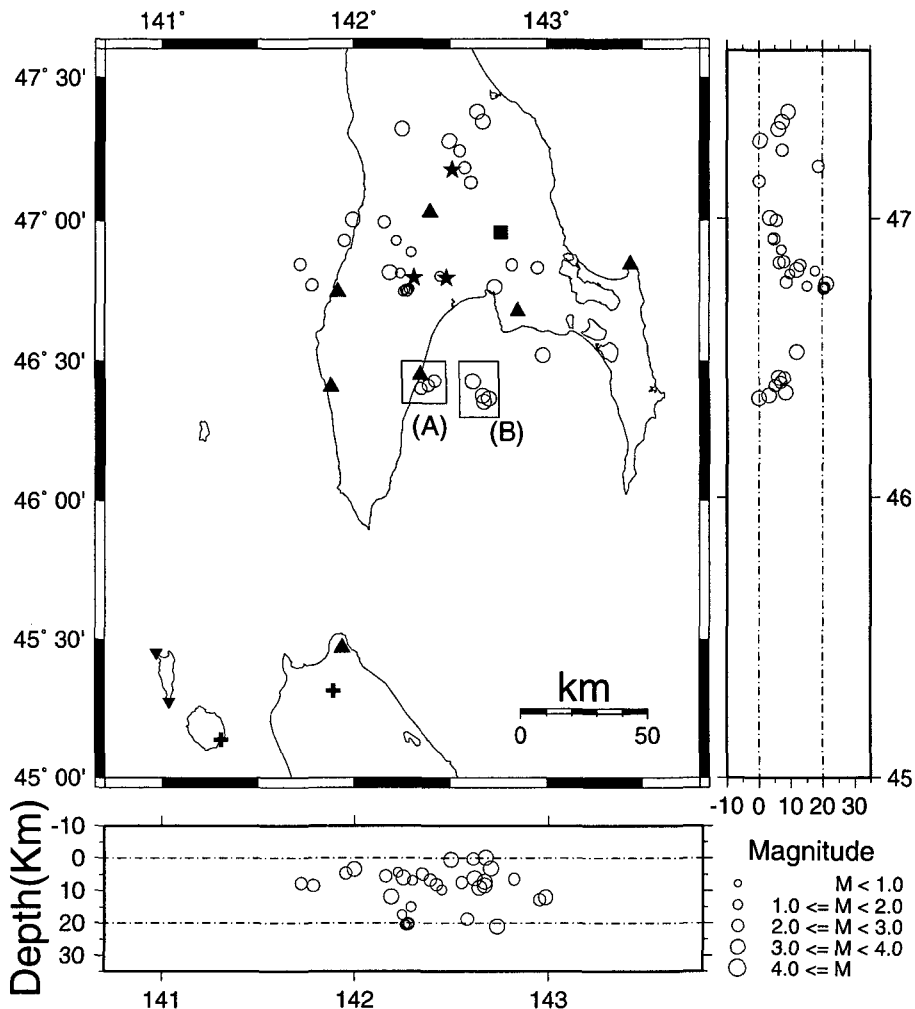 141° 142° 143°
47° 30'
47° 00'
46° 30'
46° 00'
45° 30'
45° 00'
(A) (B)
km
0 50
47
46
45
-10 0 10 20 30
Depth(Km)
-10
0
10
20
30
141 142 143
Magnitude
M < 1.0
1.0 <= M < 2.0
2.0 <= M < 3.0
3.0 <= M < 4.0
4.0 <= M